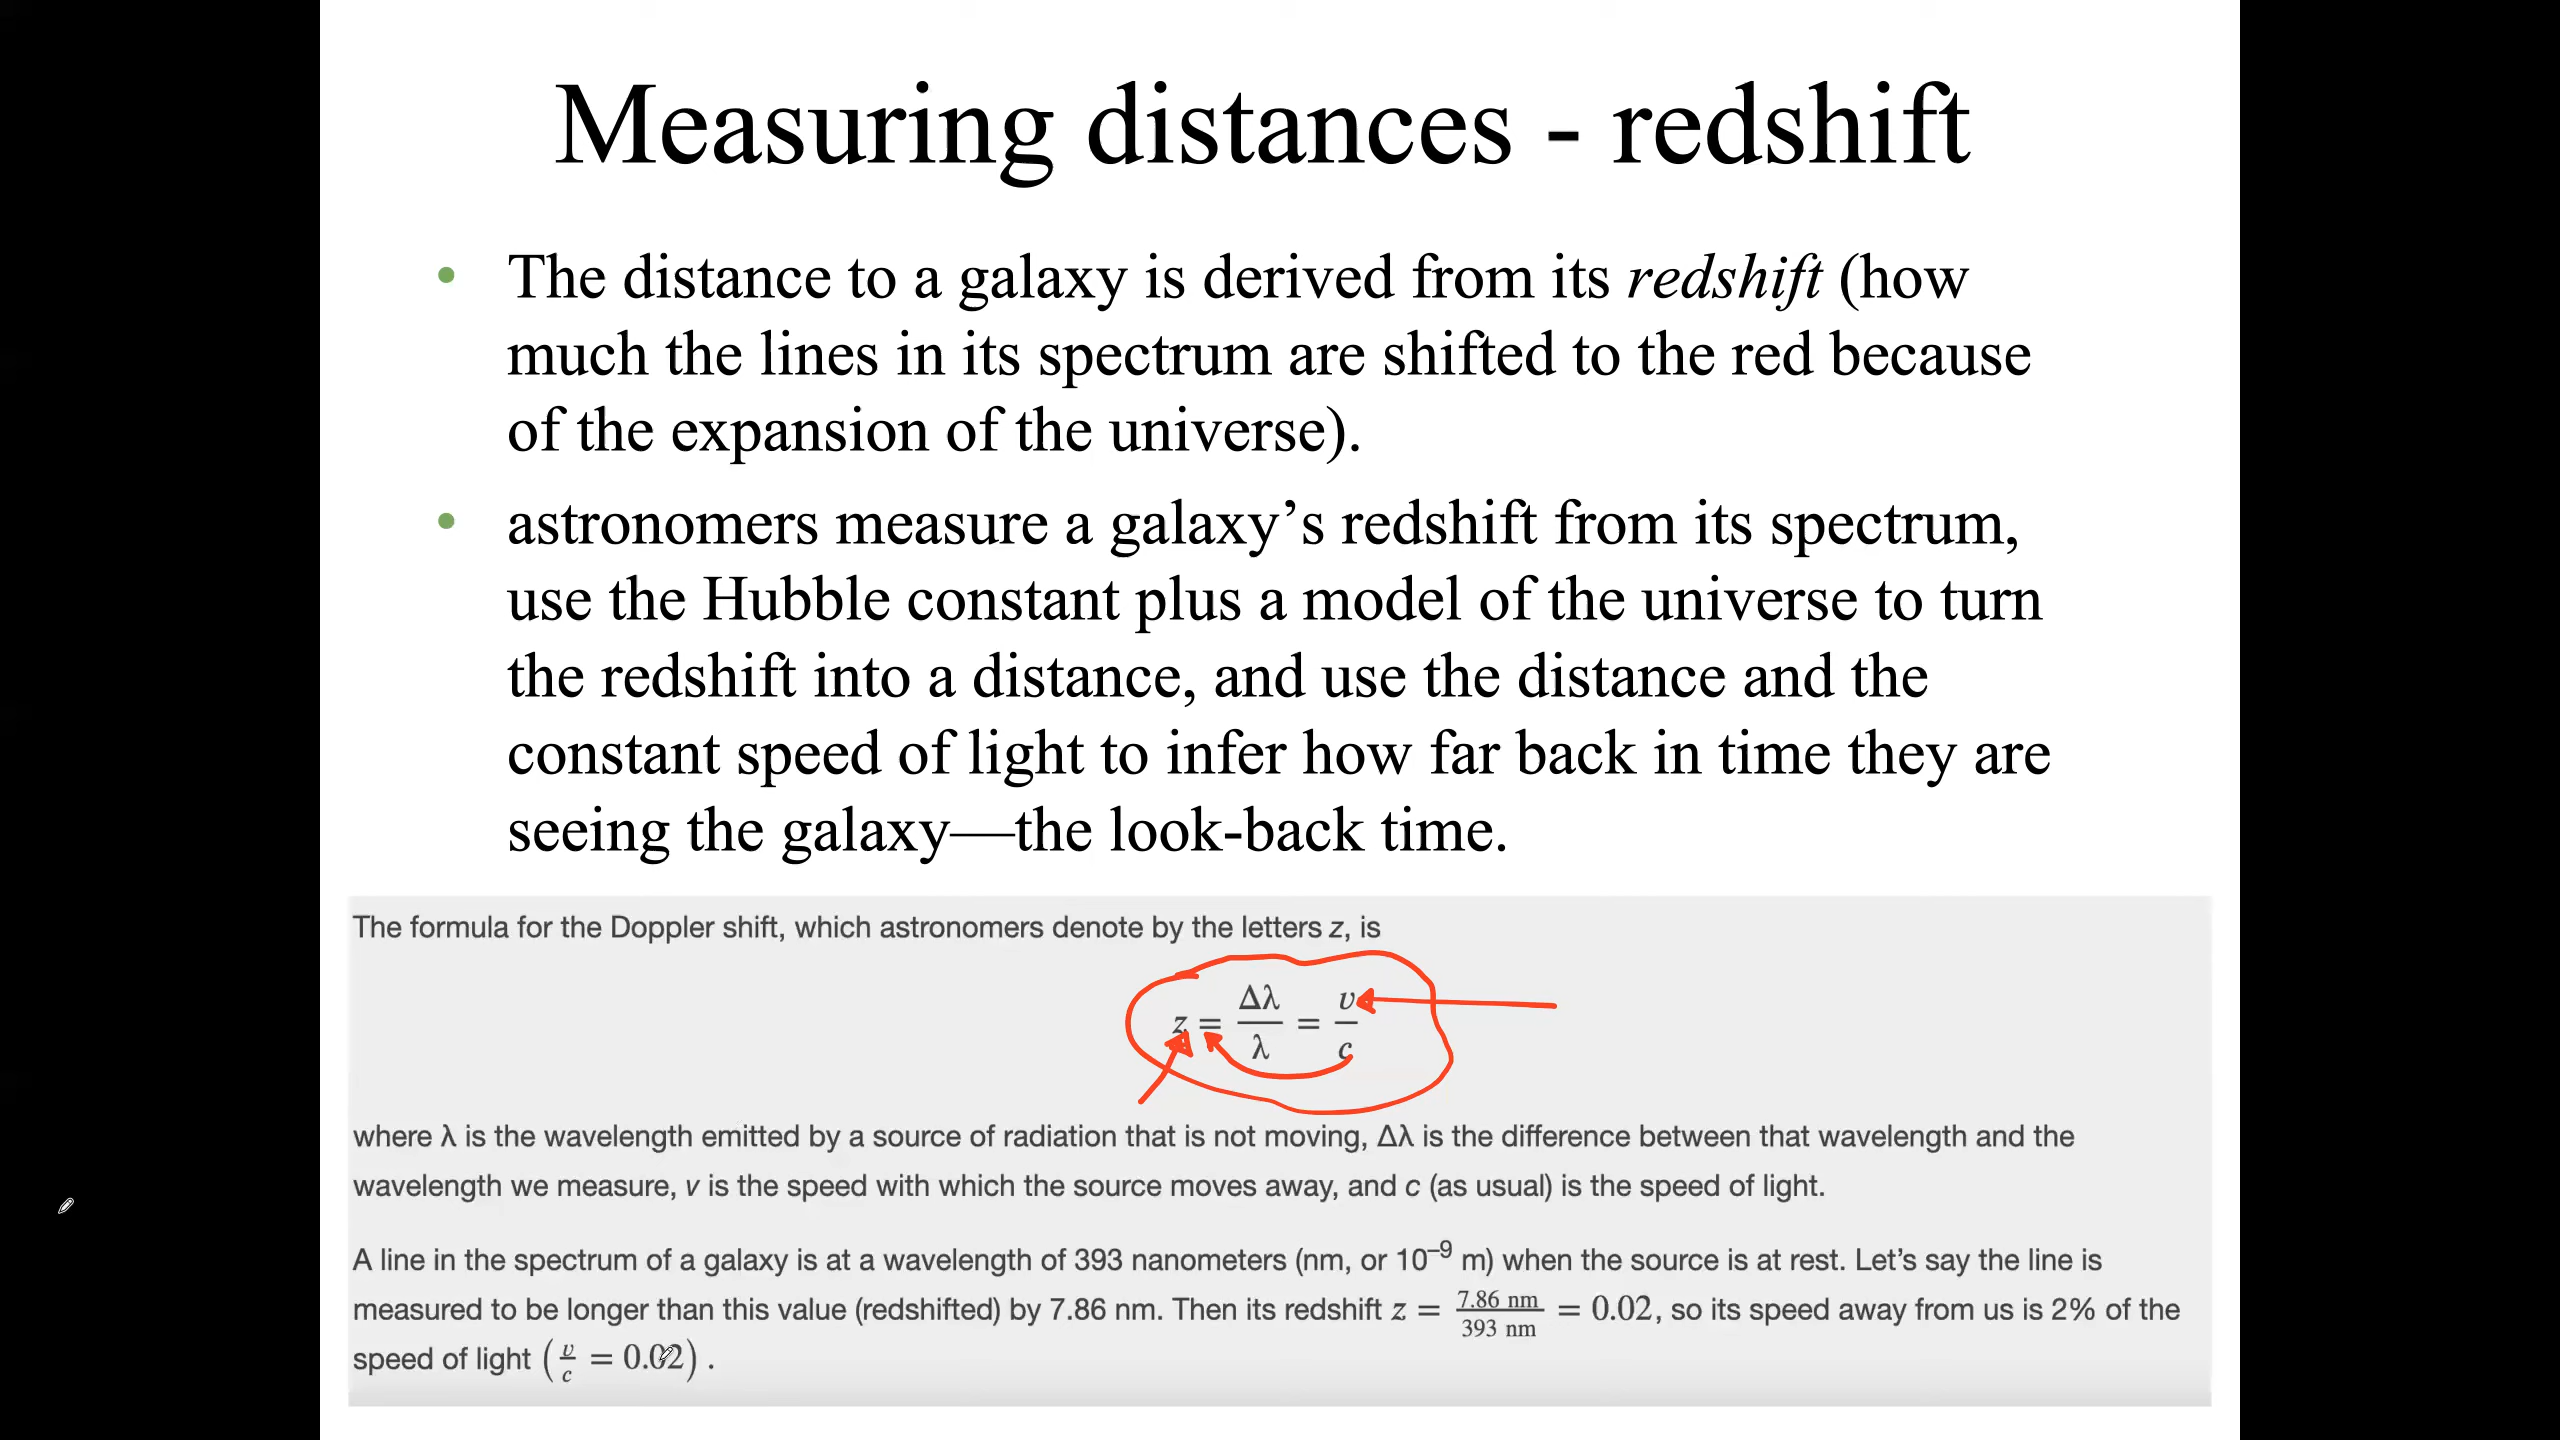 Measuring distances - redshift
• The distance to a galaxy is derived from its redshift (how
much the lines in its spectrum are shifted to the red because
of the expansion of the universe).
• astronomers measure a galaxy’s redshift from its spectrum,
use the Hubble constant plus a model of the universe to turn
the redshift into a distance, and use the distance and the
constant speed of light to infer how far back in time they are
seeing the galaxy—the look-back time.
The formula for the Doppler shift, which astronomers denote by the letters z, is
z = Δλ/λ = v/c
where λ is the wavelength emitted by a source of radiation that is not moving, Δλ is the difference between that wavelength and the
wavelength we measure, v is the speed with which the source moves away, and c (as usual) is the speed of light.
A line in the spectrum of a galaxy is at a wavelength of 393 nanometers (nm, or 10⁻⁹ m) when the source is at rest. Let’s say the line is
measured to be longer than this value (redshifted) by 7.86 nm. Then its redshift z = 7.86 nm/393 nm = 0.02, so its speed away from us is 2% of the
speed of light (v/c = 0.02) .